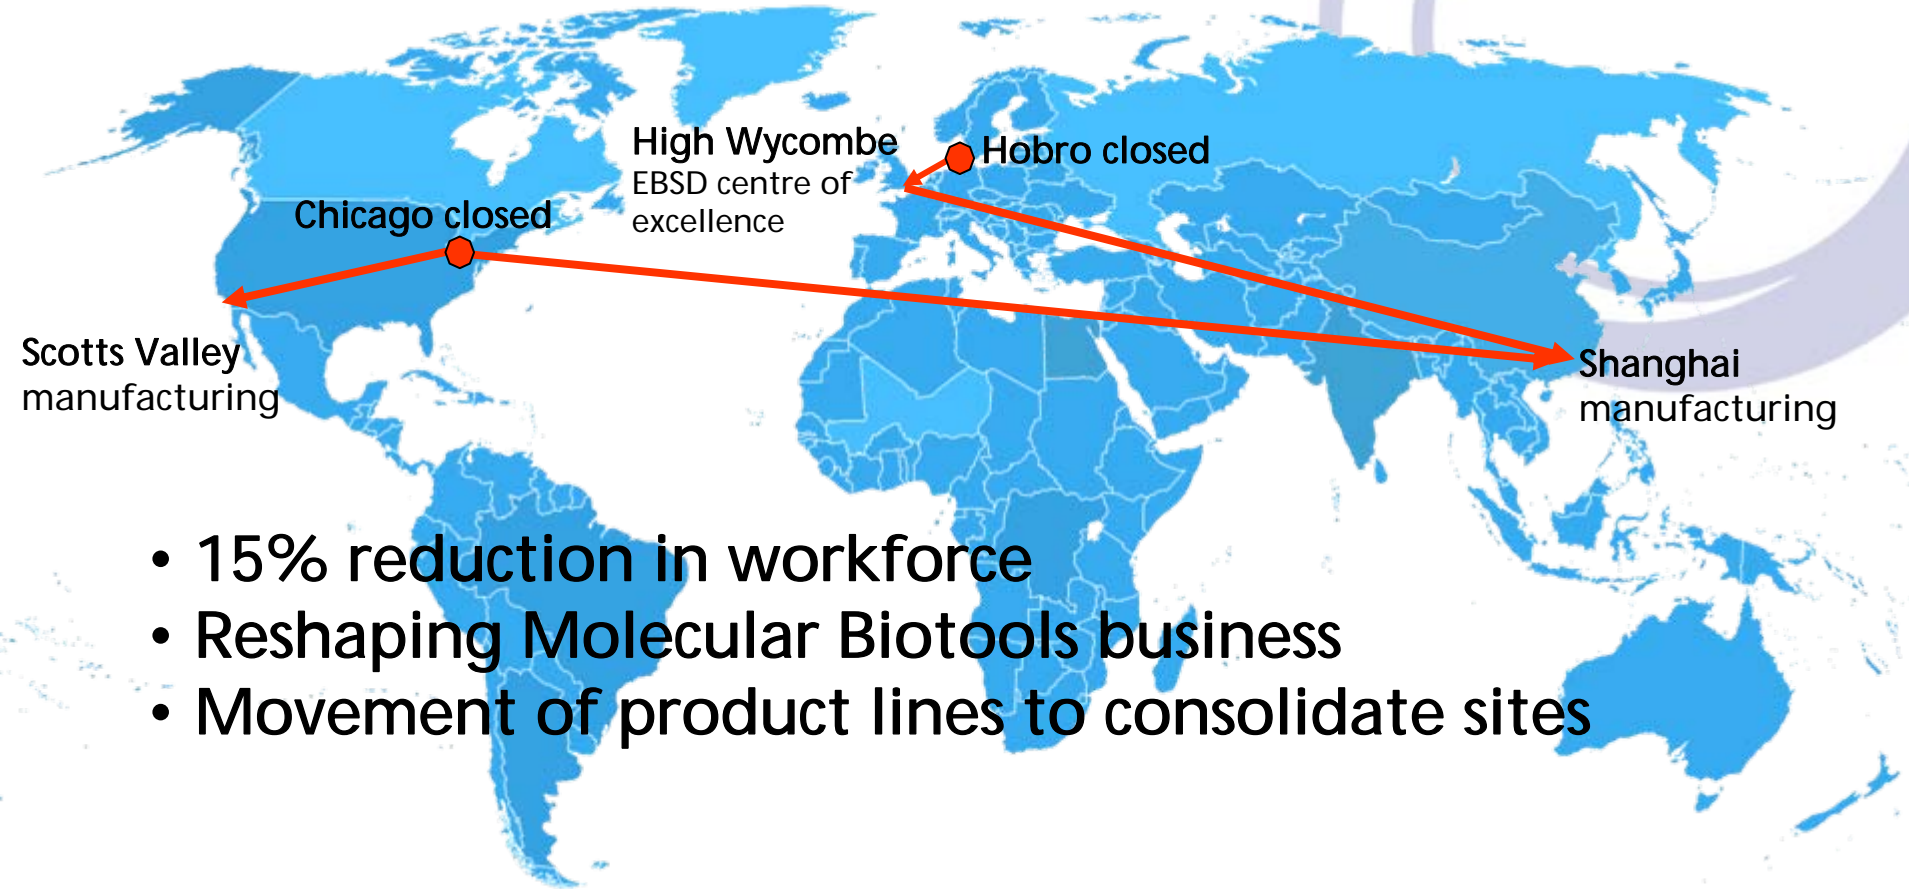 High Wycombe
EBSD centre of
excellence
Hobro closed
Chicago closed
Scotts Valley
manufacturing
Shanghai
manufacturing
• 15% reduction in workforce
• Reshaping Molecular Biotools business
• Movement of product lines to consolidate sites